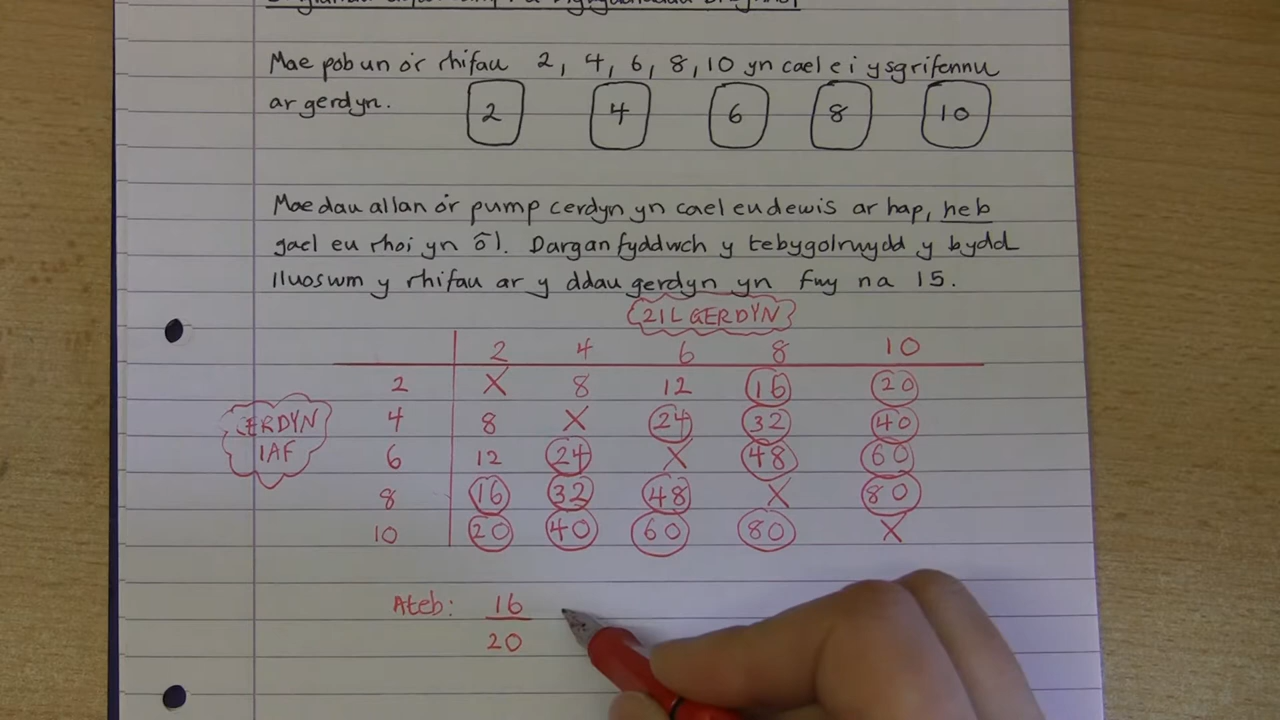 Mae pob un o'r rhifau 2, 4, 6, 8, 10 yn cael ei ysgrifennu
ar gerdyn. 2 4 6 8 10
Mae dau allan o'r pump cerdyn yn cael eu dewis ar hap, heb
gael eu rhoi yn ôl. Darganfyddwch y tebygolrwydd y bydd
lluoswm y rhifau ar y ddau gerdyn yn fwy na 15.
2IL GERDYN
2 4 6 8 10
2 X 8 12 16 20
4 8 X 24 32 40
6 12 24 X 48 60
8 16 32 48 X 80
10 20 40 60 80 X
CERDYN
1AF
Ateb: 16
20